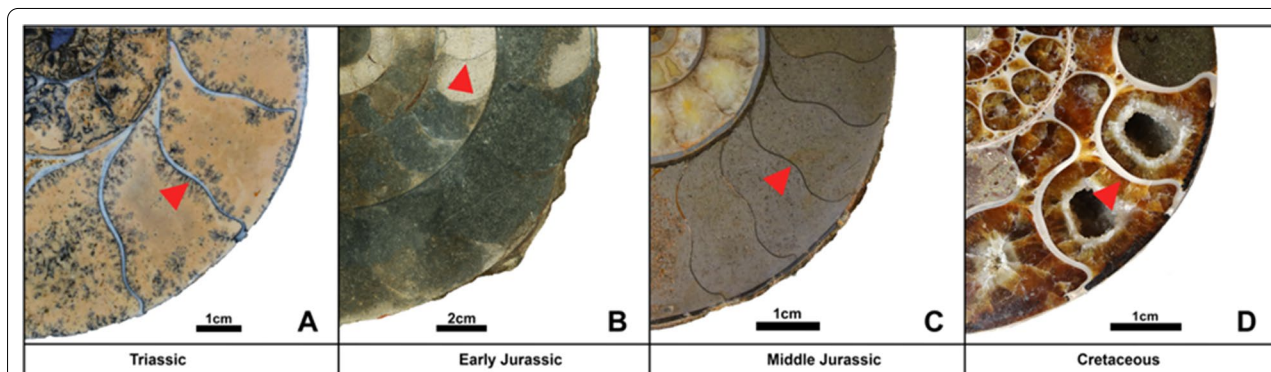 1cm A
2cm B
1cm C
1cm D
Triassic
Early Jurassic
Middle Jurassic
Cretaceous